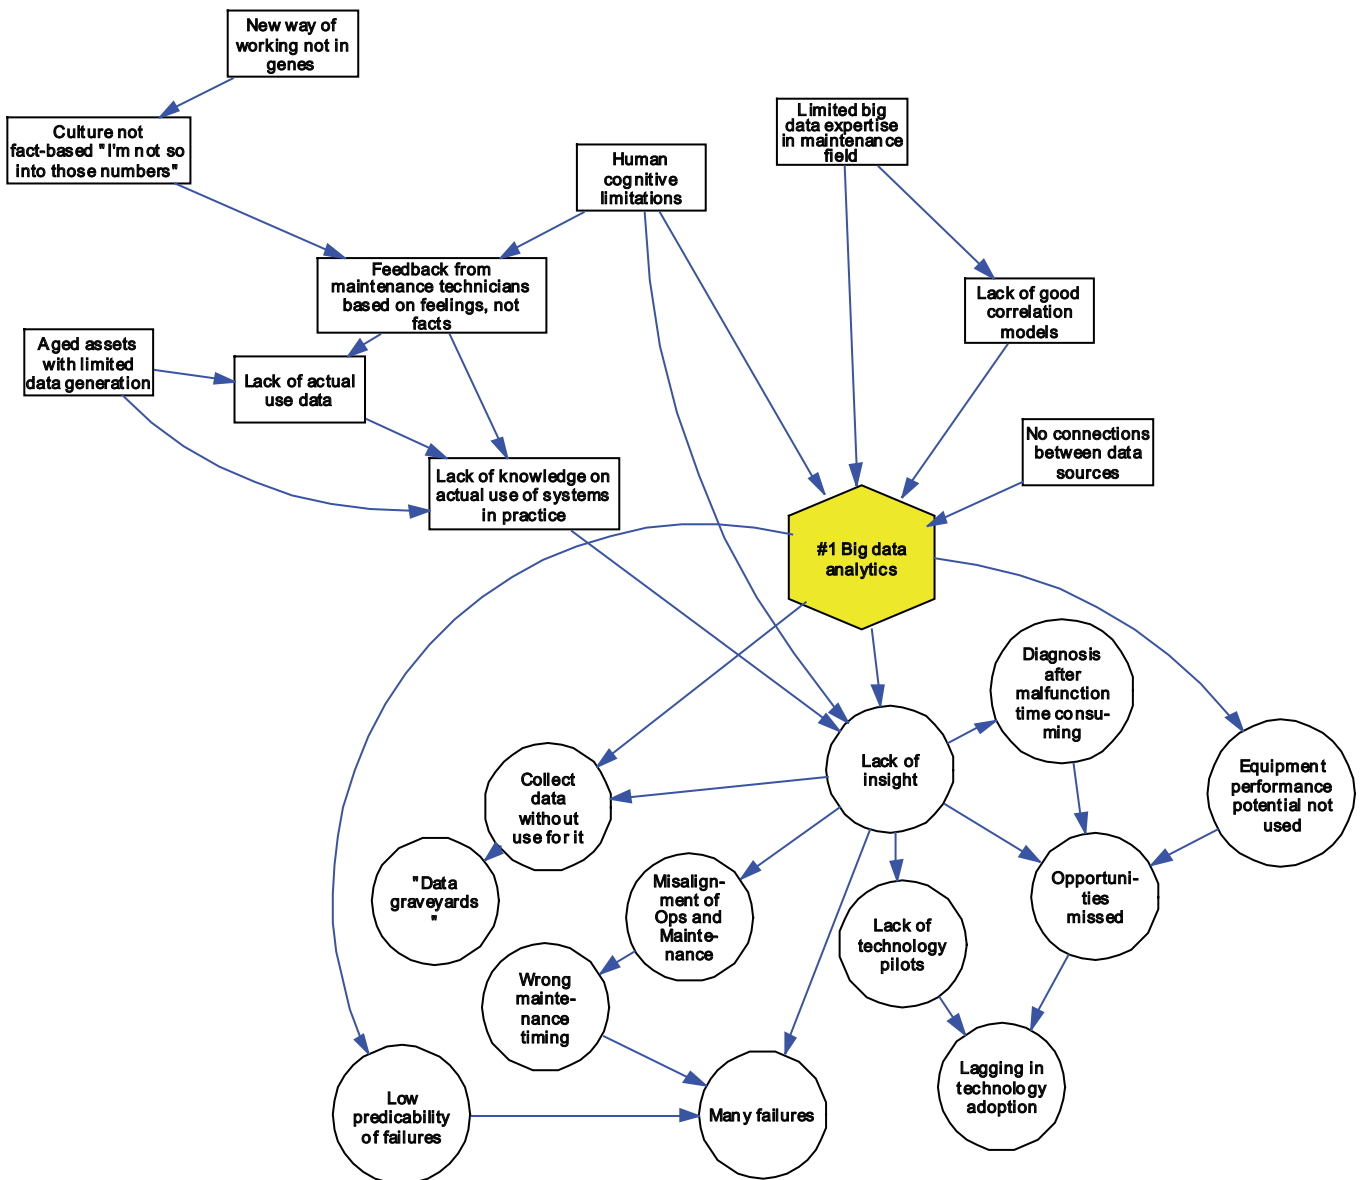 New way of
working not in
genes
Limited big
data expertise
in maintenance
field
Culture not
fact-based "I'm not so
into those numbers"
Human
cognitive
limitations
Feedback from
maintenance technicians
based on feelings, not
facts
Lack of good
correlation
models
Aged assets
with limited
data generation
Lack of actual
use data
No connections
between data
sources
Lack of knowledge on
actual use of systems
in practice
#1 Big data
analytics
Diagnosis
after
malfunction
time consu-
ming
Lack of
insight
Equipment
performance
potential not
used
Collect
data
without
use for it
"Data
graveyards
"
Misalign-
ment of
Ops and
Mainte-
nance
Opportuni-
ties
missed
Lack of
technology
pilots
Wrong
mainte-
nance
timing
Lagging in
technology
adoption
Low
predicability
of failures
Many failures